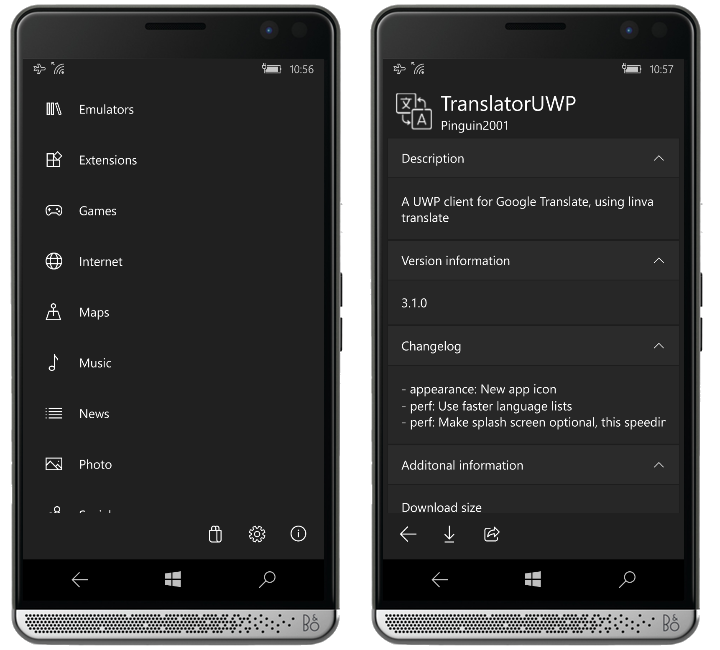 10:56
Emulators
Extensions
Games
Internet
Maps
Music
News
Photo
B&O
10:57
TranslatorUWP
Pinguin2001
Description
A UWP client for Google Translate, using linva
translate
Version information
3.1.0
Changelog
- appearance: New app icon
- perf: Use faster language lists
- perf: Make splash screen optional, this speedir
Additonal information
Download size
B&O